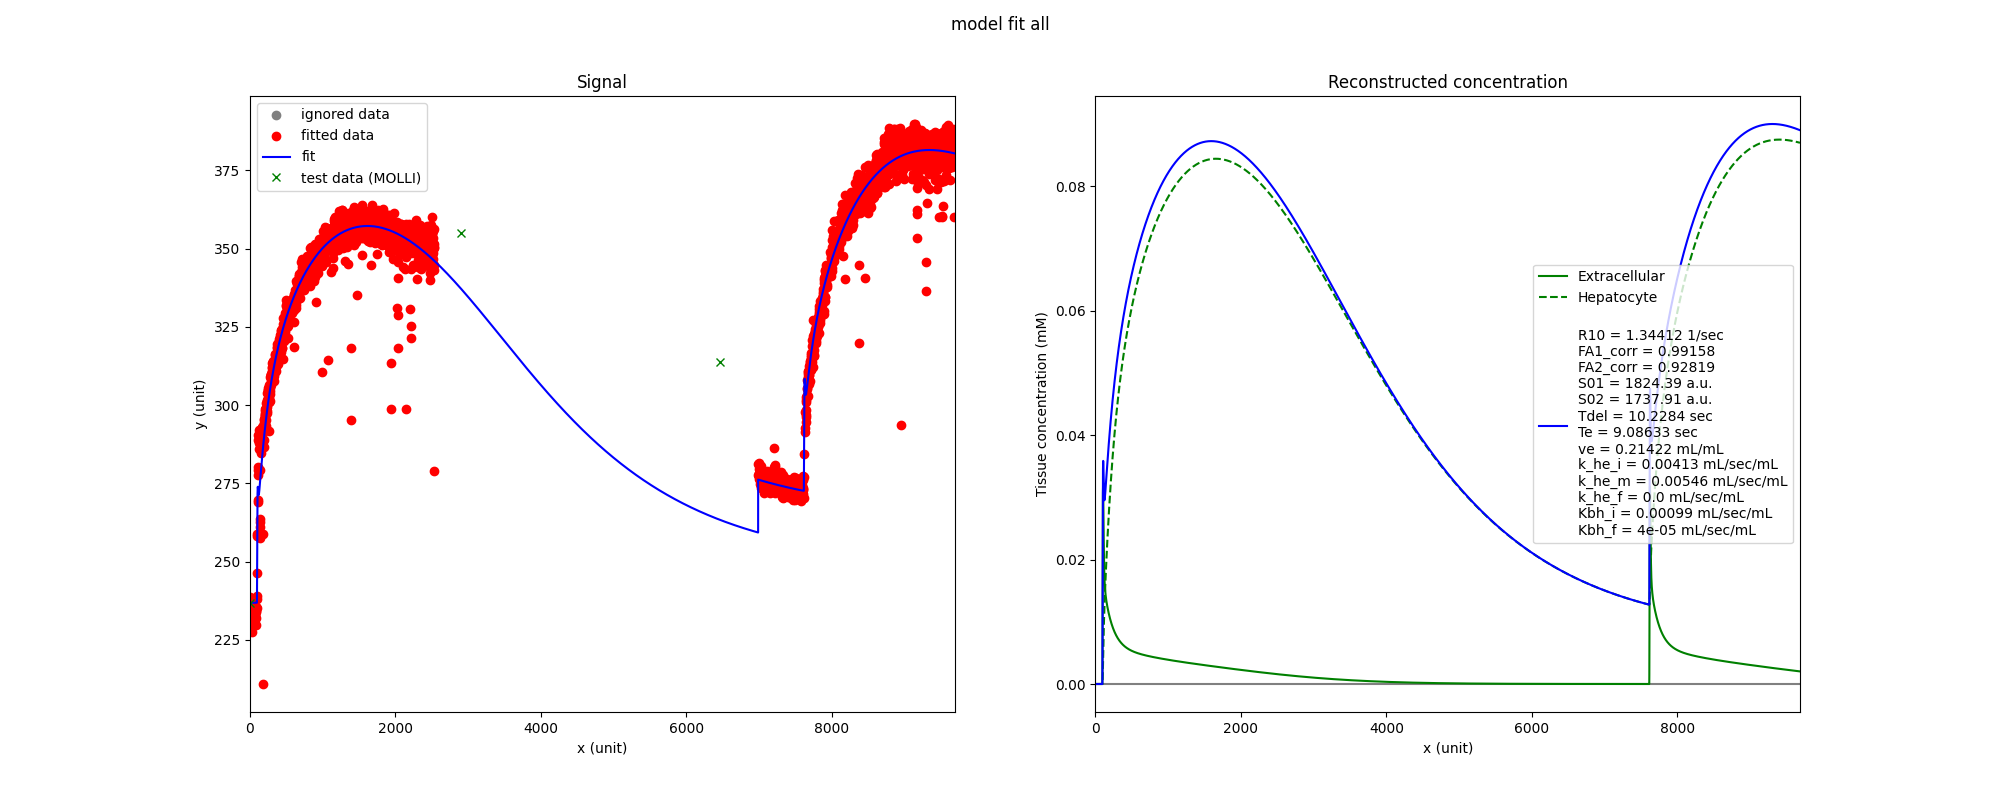 model fit all
Signal
ignored data
fitted data
fit
test data (MOLLI)
375
350
325
300
275
250
225
0
2000
4000
6000
8000
x (unit)
y (unit)
Reconstructed concentration
0.08
0.06
0.04
0.02
0.00
0
2000
4000
6000
8000
x (unit)
Tissue concentration (mM)
Extracellular
Hepatocyte
R10 = 1.34412 1/sec
FA1_corr = 0.99158
FA2_corr = 0.92819
S01 = 1824.39 a.u.
S02 = 1737.91 a.u.
Tdel = 10.2284 sec
Te = 9.08633 sec
ve = 0.21422 mL/mL
k_he_i = 0.00413 mL/sec/mL
k_he_m = 0.00546 mL/sec/mL
k_he_f = 0.0 mL/sec/mL
Kbh_i = 0.00099 mL/sec/mL
Kbh_f = 4e-05 mL/sec/mL